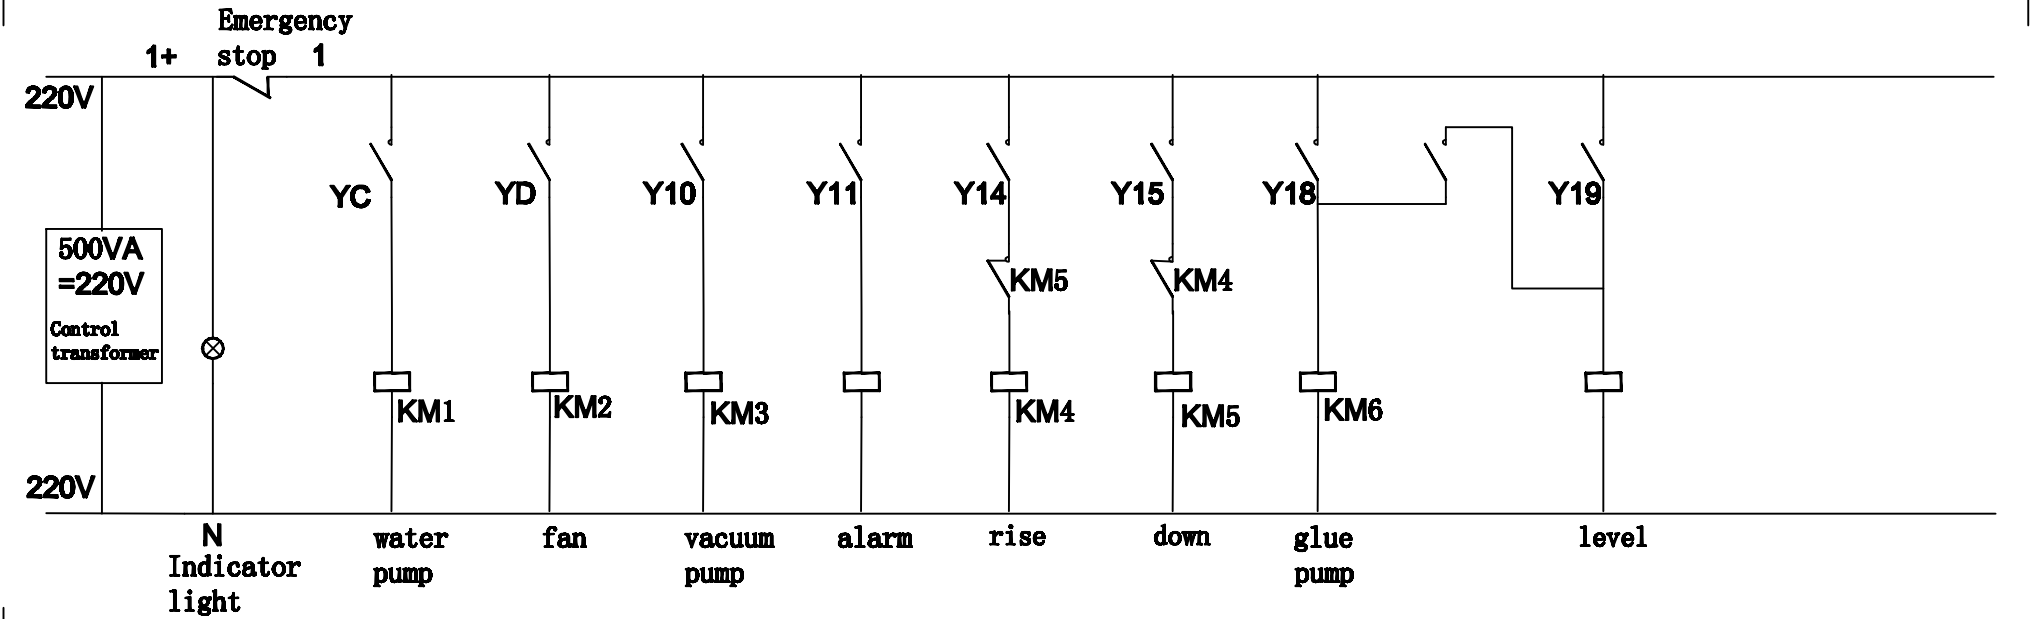 Emergency
stop
1+
1
220V
YC
YD
Y10
Y11
Y14
Y15
Y18
Y19
500VA
=220V
Control
transformer
KM5
KM4
KM1
KM2
KM3
KM4
KM5
KM6
220V
N
Indicator
light
water
pump
fan
vacuum
pump
alarm
rise
down
glue
pump
level